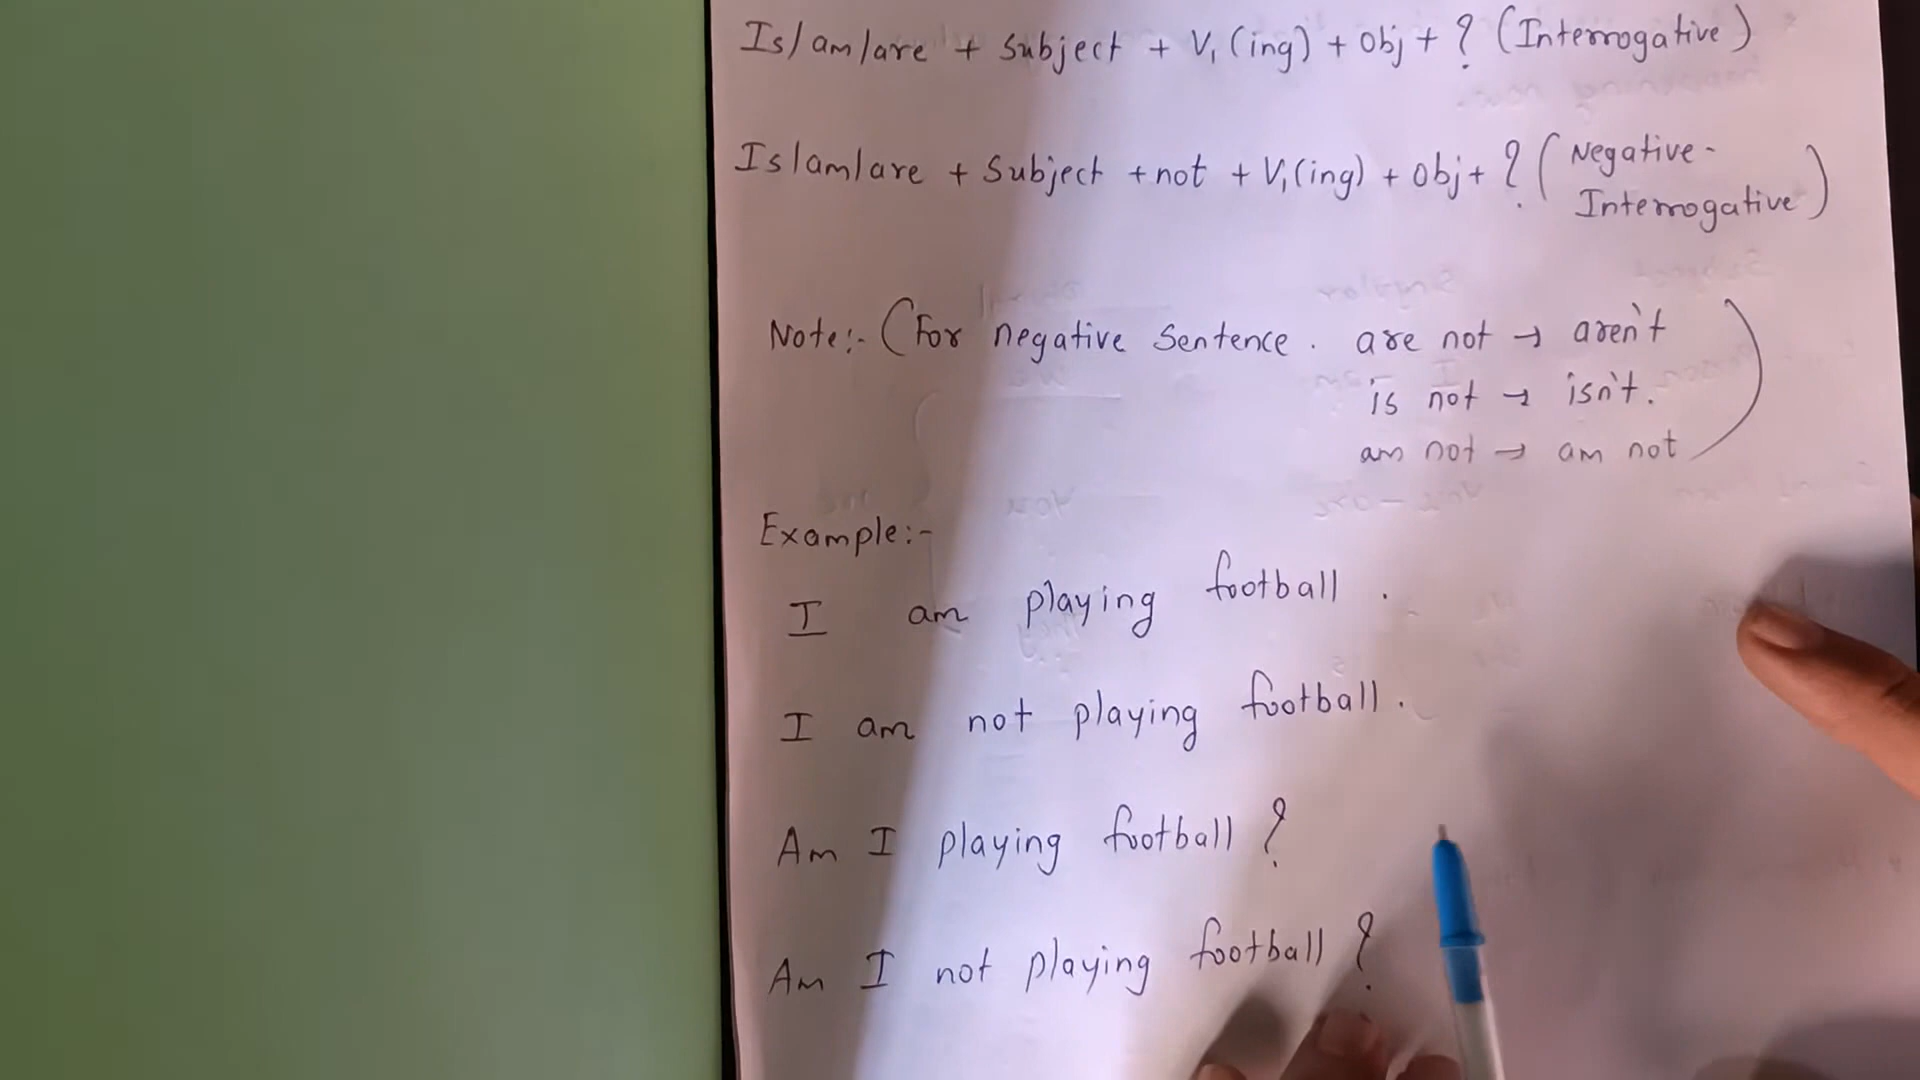 Is/am/are + Subject + V₁(ing) + Obj + ? (Interrogative)
Is/am/are + Subject + not + V₁(ing) + Obj + ? (Negative-
Interrogative)
Note:- (For negative Sentence. are not → aren't
is not → isn't.
am not → am not)
Example:-
I am playing football.
I am not playing football.
Am I playing football?
Am I not playing football?